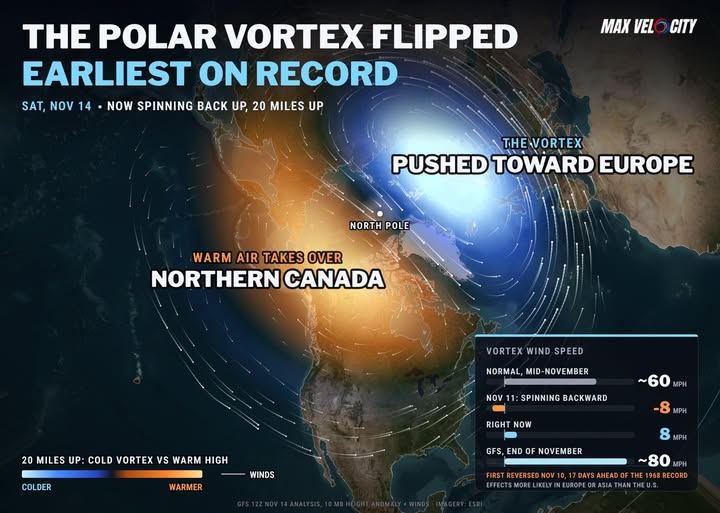 THE POLAR VORTEX FLIPPED
EARLIEST ON RECORD
SAT, NOV 14 • NOW SPINNING BACK UP, 20 MILES UP
MAX VELOCITY
THE VORTEX
PUSHED TOWARD EUROPE
NORTH POLE
WARM AIR TAKES OVER
NORTHERN CANADA
VORTEX WIND SPEED
NORMAL, MID-NOVEMBER
~60 MPH
NOV 11: SPINNING BACKWARD
-8 MPH
RIGHT NOW
8 MPH
GFS, END OF NOVEMBER
~80 MPH
FIRST REVERSED NOV 10, 17 DAYS AHEAD OF THE 1968 RECORD
EFFECTS MORE LIKELY IN EUROPE OR ASIA THAN THE U.S.
20 MILES UP: COLD VORTEX VS WARM HIGH
WINDS
COLDER
WARMER
GFS 12Z NOV 14 ANALYSIS, 10 MB HEIGHT ANOMALY + WINDS · IMAGERY: ESRI